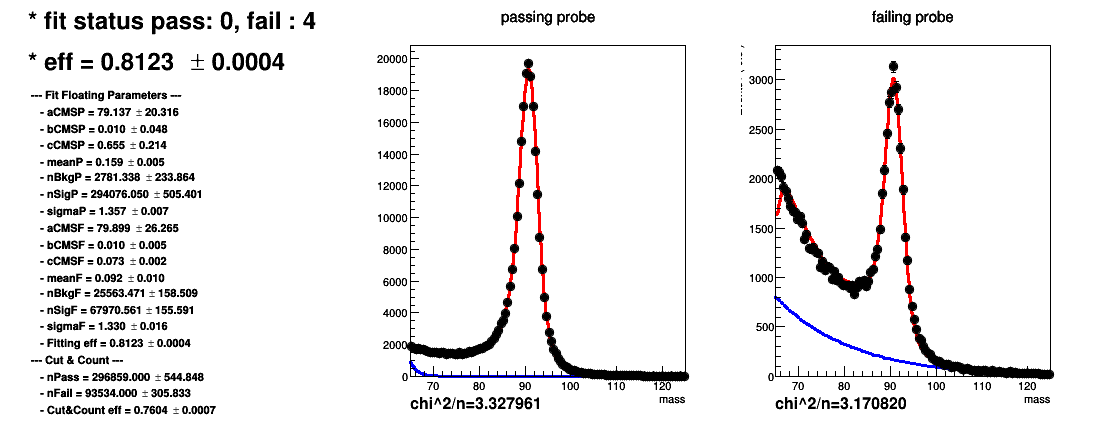 * fit status pass: 0, fail : 4
* eff = 0.8123 ± 0.0004
--- Fit Floating Parameters ---
- aCMSP = 79.137 ± 20.316
- bCMSP = 0.010 ± 0.048
- cCMSP = 0.655 ± 0.214
- meanP = 0.159 ± 0.005
- nBkgP = 2781.338 ± 233.864
- nSigP = 294076.050 ± 505.401
- sigmaP = 1.357 ± 0.007
- aCMSF = 79.899 ± 26.265
- bCMSF = 0.010 ± 0.005
- cCMSF = 0.073 ± 0.002
- meanF = 0.092 ± 0.010
- nBkgF = 25563.471 ± 158.509
- nSigF = 67970.561 ± 155.591
- sigmaF = 1.330 ± 0.016
- Fitting eff = 0.8123 ± 0.0004
--- Cut & Count ---
- nPass = 296859.000 ± 544.848
- nFail = 93534.000 ± 305.833
- Cut&Count eff = 0.7604 ± 0.0007
passing probe
20000
18000
16000
14000
12000
10000
8000
6000
4000
2000
0
70 80 90 100 110 120
mass
chi^2/n=3.327961
failing probe
3000
2500
2000
1500
1000
500
0
70 80 90 100 110 120
mass
chi^2/n=3.170820